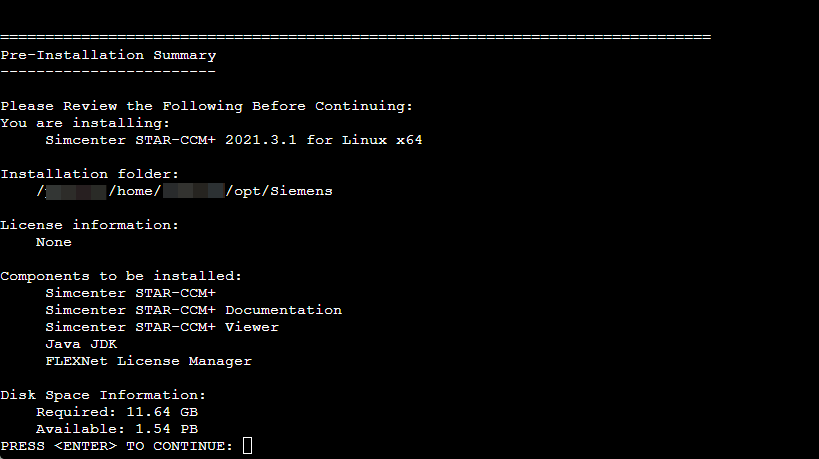 ===============================================================================
Pre-Installation Summary
------------------------
Please Review the Following Before Continuing:
You are installing:
Simcenter STAR-CCM+ 2021.3.1 for Linux x64
Installation folder:
/ /home/ /opt/Siemens
License information:
None
Components to be installed:
Simcenter STAR-CCM+
Simcenter STAR-CCM+ Documentation
Simcenter STAR-CCM+ Viewer
Java JDK
FLEXNet License Manager
Disk Space Information:
Required: 11.64 GB
Available: 1.54 PB
PRESS <ENTER> TO CONTINUE: